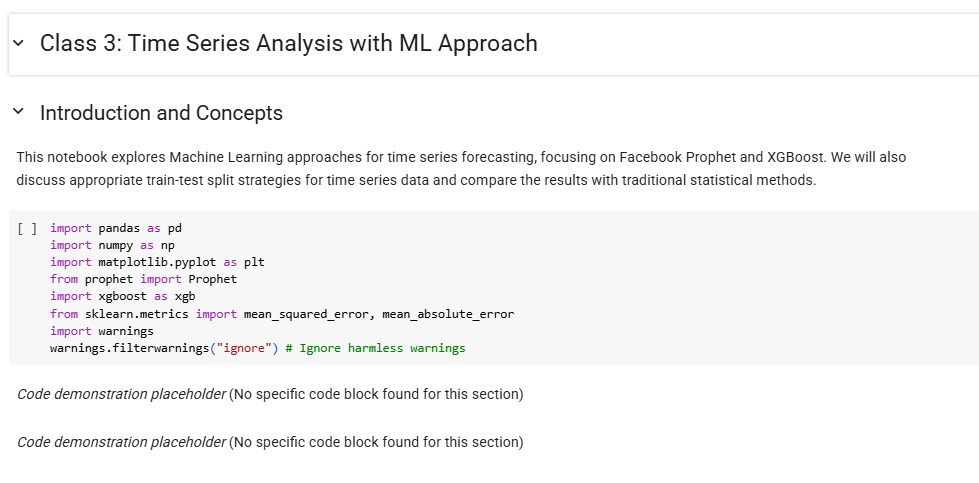 Class 3: Time Series Analysis with ML Approach
Introduction and Concepts
This notebook explores Machine Learning approaches for time series forecasting, focusing on Facebook Prophet and XGBoost. We will also
discuss appropriate train-test split strategies for time series data and compare the results with traditional statistical methods.
[ ] import pandas as pd
import numpy as np
import matplotlib.pyplot as plt
from prophet import Prophet
import xgboost as xgb
from sklearn.metrics import mean_squared_error, mean_absolute_error
import warnings
warnings.filterwarnings("ignore") # Ignore harmless warnings
Code demonstration placeholder (No specific code block found for this section)
Code demonstration placeholder (No specific code block found for this section)